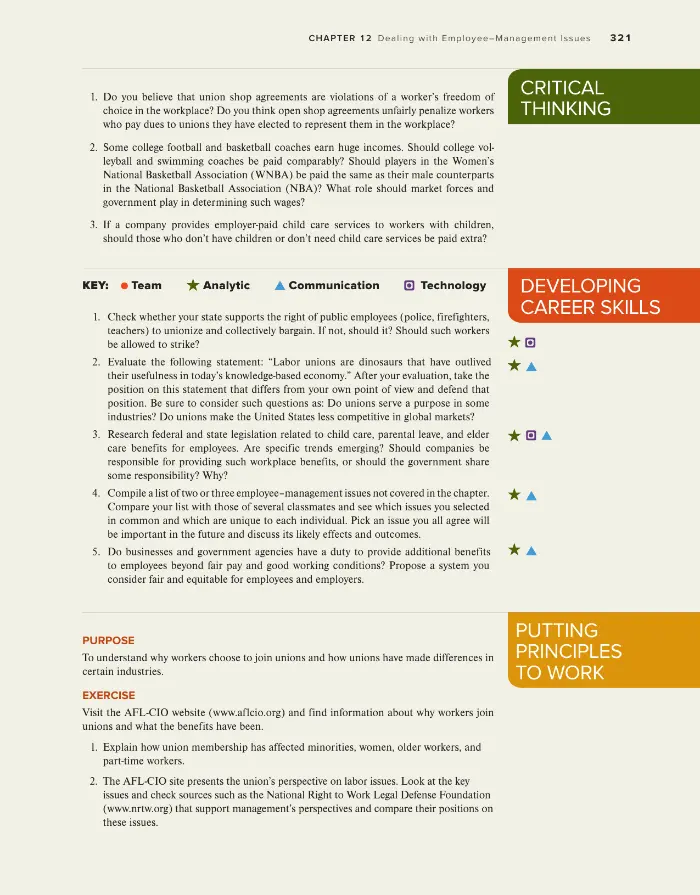 CHAPTER 12 Dealing with Employee–Management Issues 321
CRITICAL
THINKING
1. Do you believe that union shop agreements are violations of a worker's freedom of
choice in the workplace? Do you think open shop agreements unfairly penalize workers
who pay dues to unions they have elected to represent them in the workplace?
2. Some college football and basketball coaches earn huge incomes. Should college vol-
leyball and swimming coaches be paid comparably? Should players in the Women's
National Basketball Association (WNBA) be paid the same as their male counterparts
in the National Basketball Association (NBA)? What role should market forces and
government play in determining such wages?
3. If a company provides employer-paid child care services to workers with children,
should those who don't have children or don't need child care services be paid extra?
DEVELOPING
CAREER SKILLS
KEY: Team Analytic Communication Technology
1. Check whether your state supports the right of public employees (police, firefighters,
teachers) to unionize and collectively bargain. If not, should it? Should such workers
be allowed to strike?
2. Evaluate the following statement: “Labor unions are dinosaurs that have outlived
their usefulness in today's knowledge-based economy.” After your evaluation, take the
position on this statement that differs from your own point of view and defend that
position. Be sure to consider such questions as: Do unions serve a purpose in some
industries? Do unions make the United States less competitive in global markets?
3. Research federal and state legislation related to child care, parental leave, and elder
care benefits for employees. Are specific trends emerging? Should companies be
responsible for providing such workplace benefits, or should the government share
some responsibility? Why?
4. Compile a list of two or three employee–management issues not covered in the chapter.
Compare your list with those of several classmates and see which issues you selected
in common and which are unique to each individual. Pick an issue you all agree will
be important in the future and discuss its likely effects and outcomes.
5. Do businesses and government agencies have a duty to provide additional benefits
to employees beyond fair pay and good working conditions? Propose a system you
consider fair and equitable for employees and employers.
PUTTING
PRINCIPLES
TO WORK
PURPOSE
To understand why workers choose to join unions and how unions have made differences in
certain industries.
EXERCISE
Visit the AFL-CIO website (www.aflcio.org) and find information about why workers join
unions and what the benefits have been.
1. Explain how union membership has affected minorities, women, older workers, and
part-time workers.
2. The AFL-CIO site presents the union's perspective on labor issues. Look at the key
issues and check sources such as the National Right to Work Legal Defense Foundation
(www.nrtw.org) that support management's perspectives and compare their positions on
these issues.